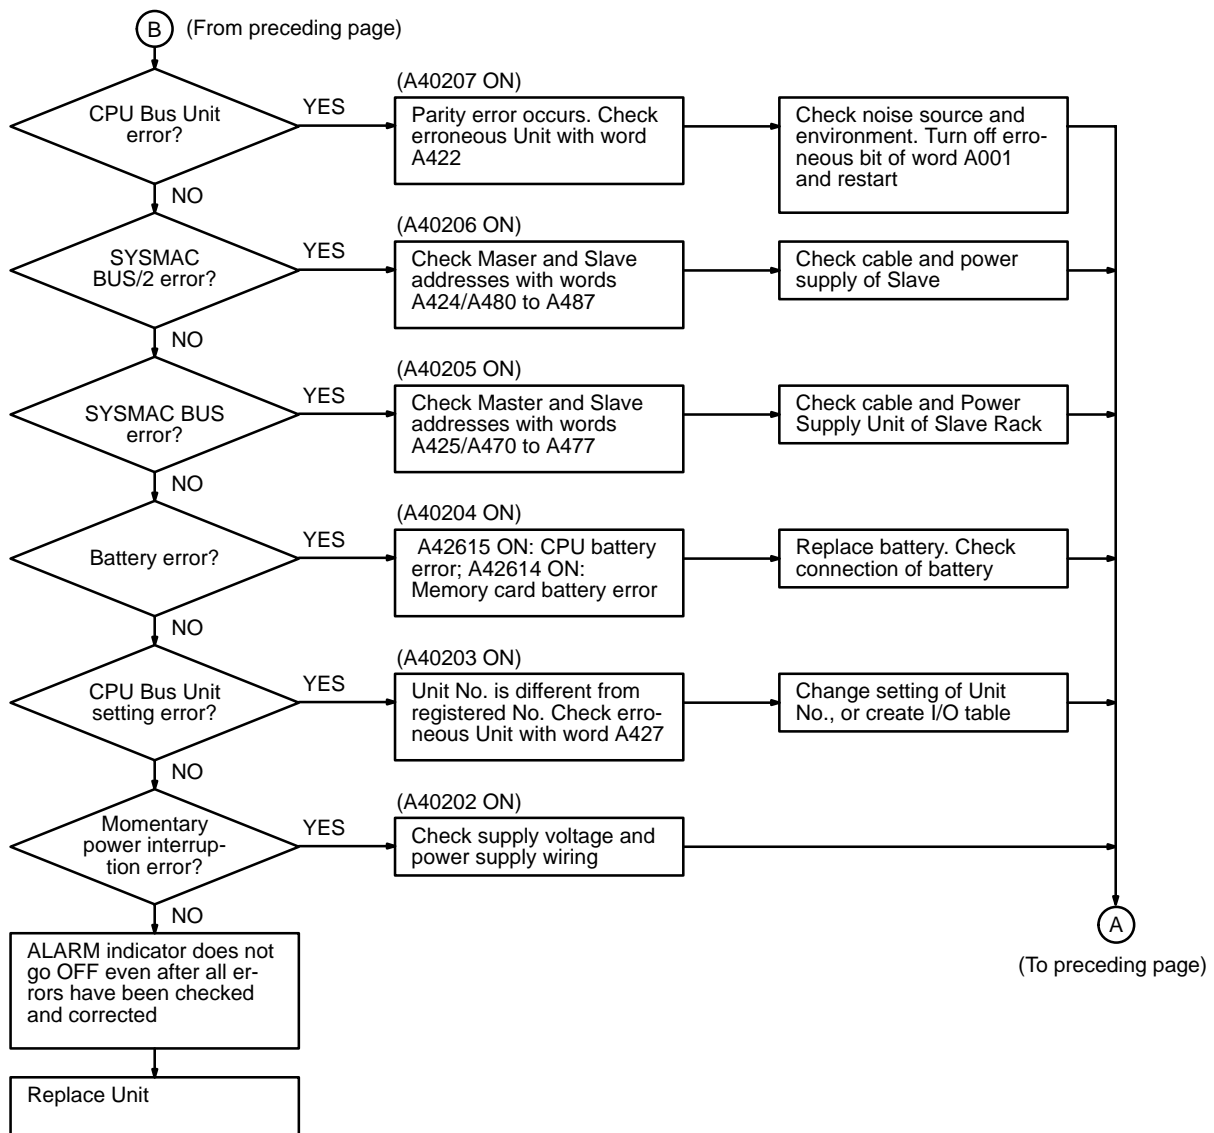 B (From preceding page)
CPU Bus Unit
error?
YES
(A40207 ON)
Parity error occurs. Check
erroneous Unit with word
A422
Check noise source and
environment. Turn off erro-
neous bit of word A001
and restart
NO
SYSMAC
BUS/2 error?
YES
(A40206 ON)
Check Maser and Slave
addresses with words
A424/A480 to A487
Check cable and power
supply of Slave
NO
SYSMAC BUS
error?
YES
(A40205 ON)
Check Master and Slave
addresses with words
A425/A470 to A477
Check cable and Power
Supply Unit of Slave Rack
NO
Battery error?
YES
(A40204 ON)
A42615 ON: CPU battery
error; A42614 ON:
Memory card battery error
Replace battery. Check
connection of battery
NO
CPU Bus Unit
setting error?
YES
(A40203 ON)
Unit No. is different from
registered No. Check erro-
neous Unit with word A427
Change setting of Unit
No., or create I/O table
NO
Momentary
power interrup-
tion error?
YES
(A40202 ON)
Check supply voltage and
power supply wiring
NO
A
(To preceding page)
ALARM indicator does not
go OFF even after all er-
rors have been checked
and corrected
Replace Unit